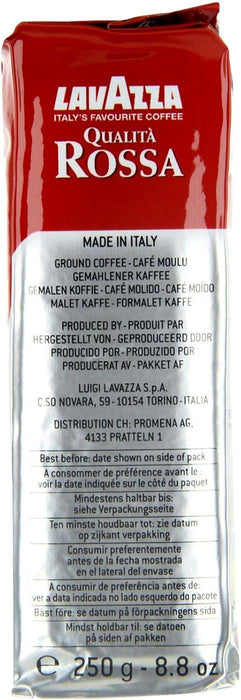 LAVAZZA
ITALY'S FAVOURITE COFFEE
QUALITÀ
ROSSA
MADE IN ITALY
GROUND COFFEE - CAFÉ MOULU
GEMAHLENER KAFFEE
GEMALEN KOFFIE - CAFÉ MOLIDO - CAFÉ MOÍDO
MALET KAFFE - FORMALET KAFFE
PRODUCED BY - PRODUIT PAR
HERGESTELLT VON - GEPRODUCEERD DOOR
PRODUCIDO POR - PRODUZIDO POR
PRODUCERAT AV - PAKKET AF
LUIGI LAVAZZA S.p.A.
C.SO NOVARA, 59 - 10154 TORINO - ITALIA
DISTRIBUTION CH: PROMENA AG,
4133 PRATTELN 1
Best before: date shown on side of pack
A consommer de préférence avant le:
voir la date indiquée sur le côté du paquet
Mindestens haltbar bis:
siehe Verpackungsseite
Ten minste houdbaar tot: zie datum
op zijkant verpakking
Consumir preferentemente
antes de la fecha mostrada
en el lateral del envase
A consumir de preferência antes de:
ver a data indicada no lado esquerdo do pacote
Bäst före: se datum på förpackningens sida
Mindst holdbar til: se datoen
på siden af pakken
℮ 250 g - 8.8 oz